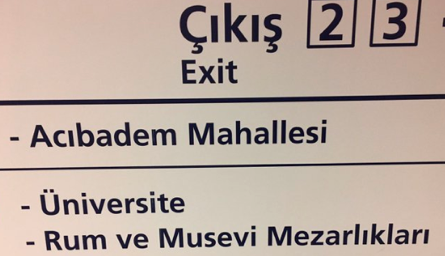 Çıkış 2 3
Exit
- Acıbadem Mahallesi
- Üniversite
- Rum ve Musevi Mezarlıkları